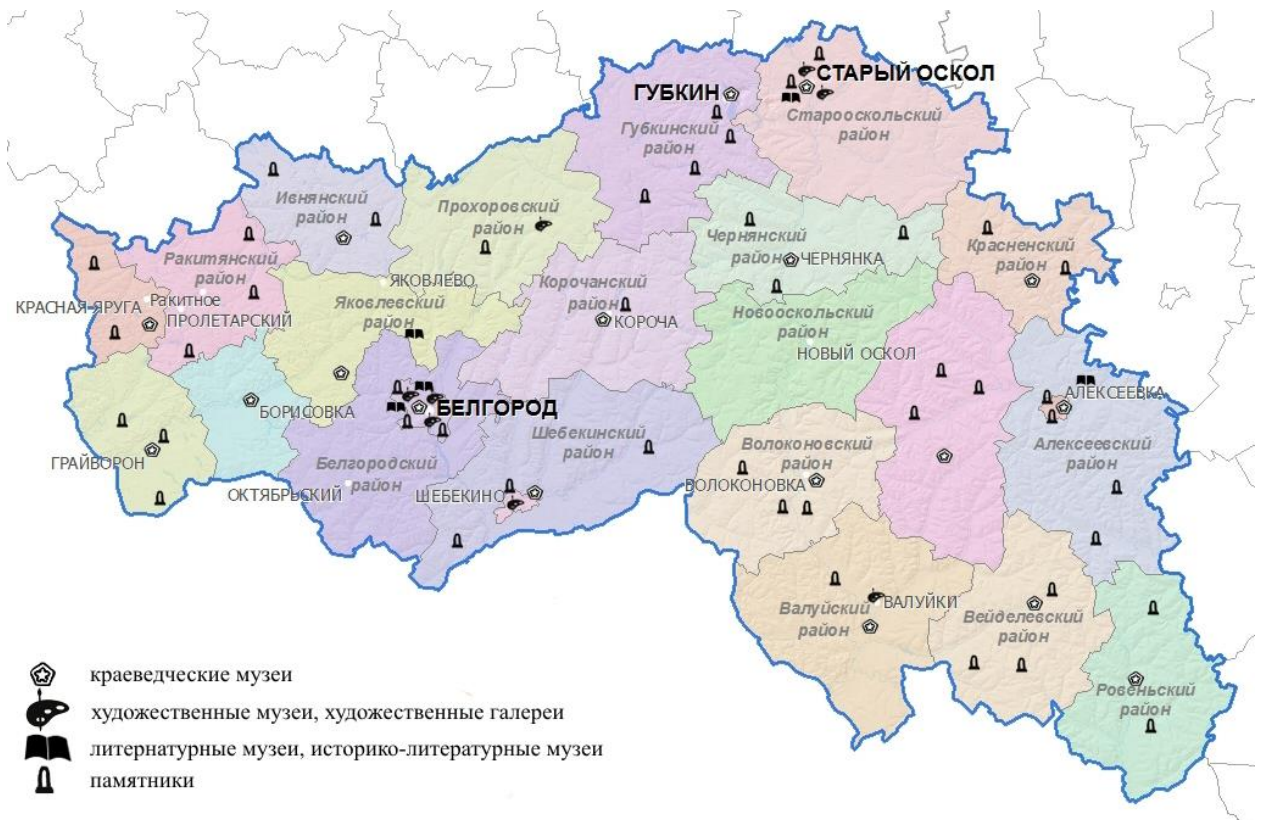 СТАРЫЙ ОСКОЛ
ГУБКИН
Старооскольский
район
Губкинский
район
Ивнянский
район
Прохоровский
район
Чернянский
район
ЧЕРНЯНКА
Красненский
район
Ракитянский
район
ЯКОВЛЕВО
Корочанский
район
КОРОЧА
КРАСНАЯ-ЯРУГА
Ракитное
ПРОЛЕТАРСКИЙ
Яковлевский
район
Новооскольский
район
НОВЫЙ ОСКОЛ
БОРИСОВКА
БЕЛГОРОД
АЛЕКСЕЕВКА
Алексеевский
район
Шебекинский
район
Волоконовский
район
ВОЛОКОНОВКА
ГРАЙВОРОН
Белгородский
район
ОКТЯБРЬСКИЙ
ШЕБЕКИНО
Валуйский
район
ВАЛУЙКИ
Вейделевский
район
Ровеньский
район
краеведческие музеи
художественные музеи, художественные галереи
литернатурные музеи, историко-литературные музеи
памятники